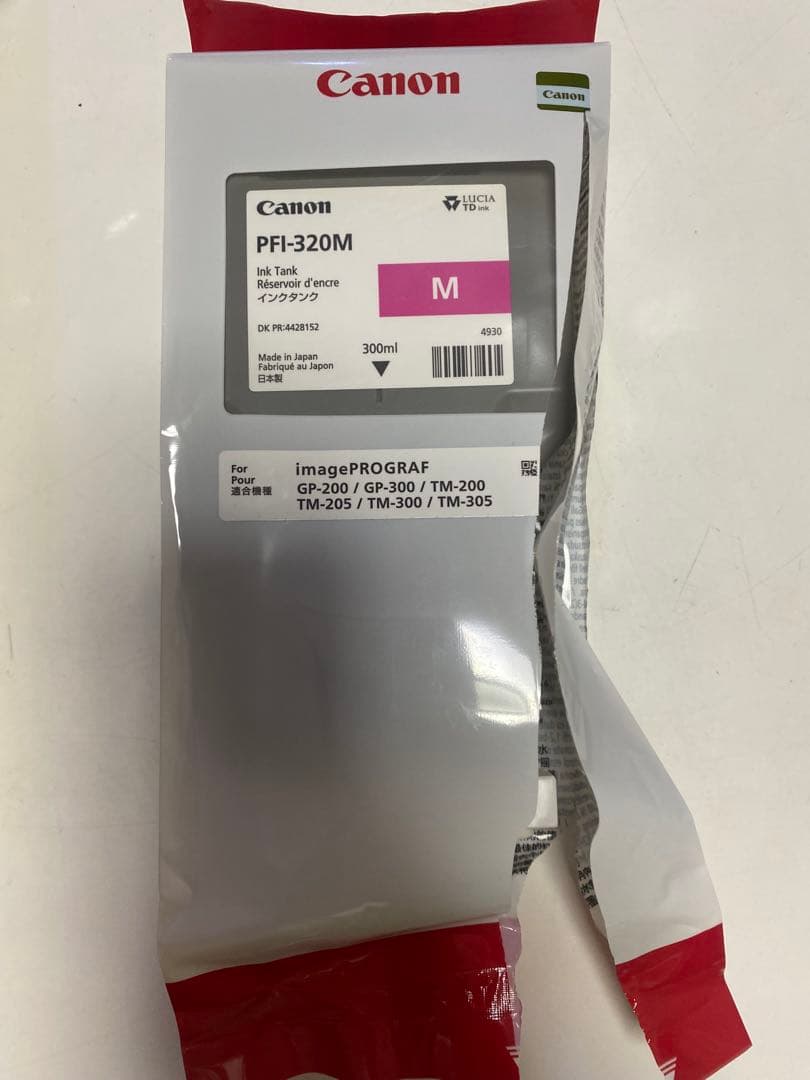 Canon
Canon
Canon
LUCIA
TD ink
PFI-320M
Ink Tank
Réservoir d'encre
インクタンク
M
DK PR:4428152
4930
300ml
Made in Japan
Fabriqué au Japon
日本製
For
Pour
適合機種
imagePROGRAF
GP-200 / GP-300 / TM-200
TM-205 / TM-300 / TM-305